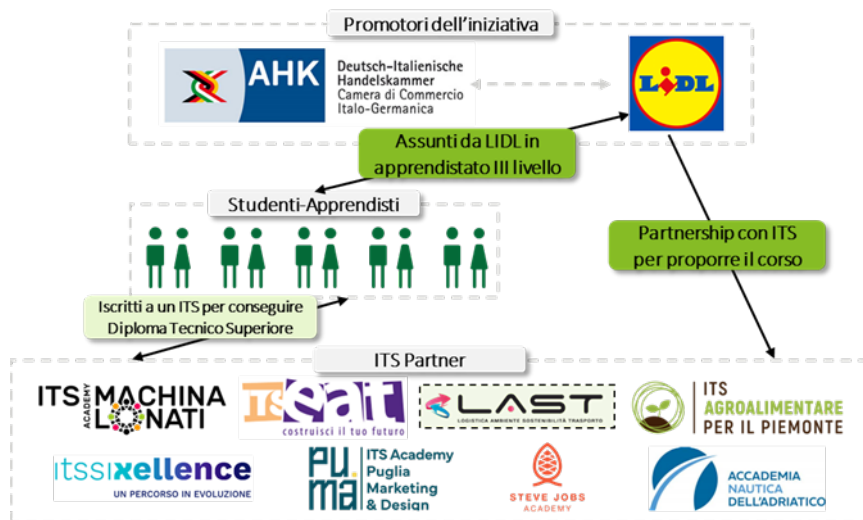 Promotori dell'iniziativa
AHK
Deutsch-Italienische
Handelskammer
Camera di Commercio
Italo-Germanica
LIDL
Assunti da LIDL in
apprendistato III livello
Studenti-Apprendisti
Partnership con ITS
per proporre il corso
Iscritti a un ITS per conseguire
Diploma Tecnico Superiore
ITS Partner
ITS ACADEMY MACHINA
LONATI
ITS eat
costruisci il tuo futuro
LAST
LOGISTICA AMBIENTE SOSTENIBILITÀ TRASPORTO
ITS
AGROALIMENTARE
PER IL PIEMONTE
itssixellence
UN PERCORSO IN EVOLUZIONE
PU.
ma
ITS Academy
Puglia
Marketing
& Design
STEVE JOBS
ACADEMY
ACCADEMIA
NAUTICA
DELL'ADRIATICO